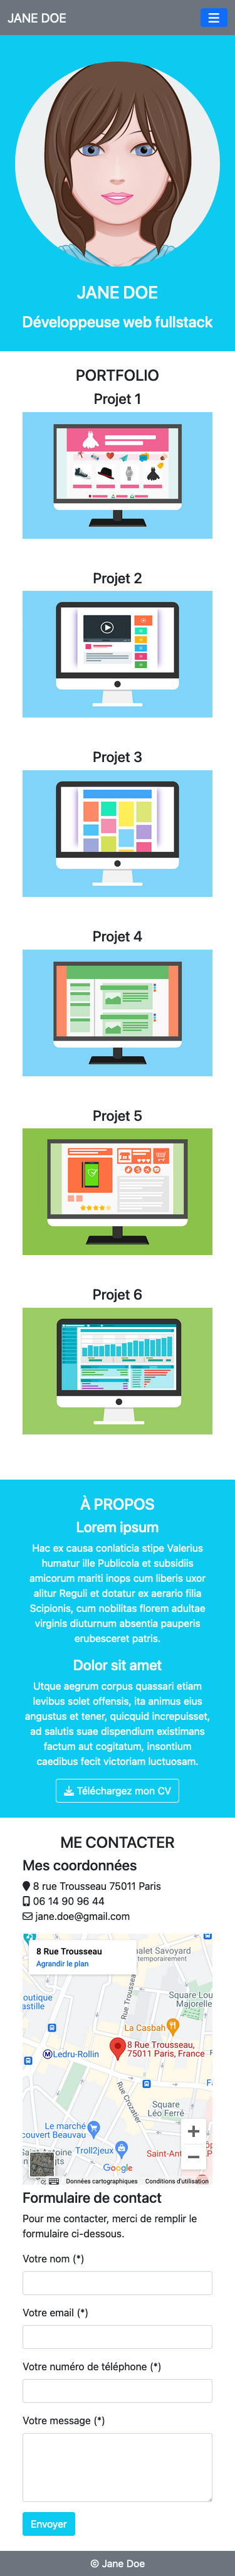 JANE DOE
JANE DOE
Développeuse web fullstack
PORTFOLIO
Projet 1
Projet 2
Projet 3
Projet 4
Projet 5
Projet 6
À PROPOS
Lorem ipsum
Hac ex causa conlaticia stipe Valerius
humatur ille Publicola et subsidiis
amicorum mariti inops cum liberis uxor
alitur Reguli et dotatur ex aerario filia
Scipionis, cum nobilitas florem adultae
virginis diuturnum absentia pauperis
erubesceret patris.
Dolor sit amet
Utque aegrum corpus quassari etiam
levibus solet offensis, ita animus eius
angustus et tener, quicquid increpuisset,
ad salutis suae dispendium existimans
factum aut cogitatum, insontium
caedibus fecit victoriam luctuosam.
Téléchargez mon CV
ME CONTACTER
Mes coordonnées
8 rue Trousseau 75011 Paris
06 14 90 96 44
jane.doe@gmail.com
8 Rue Trousseau
Agrandir le plan
alet Savoyard
temporairement
outique
astille
Square Lou
Majorelle
Rue Trousseau
La Casbah
M Ledru-Rollin
8 Rue Trousseau,
75011 Paris, France
Rue Crozatier
Square
Léo Ferré
Le marché
couvert Beauvau
Troll2jeux
Saint-Ant
Google
Données cartographiques
Conditions d'utilisation
Formulaire de contact
Pour me contacter, merci de remplir le
formulaire ci-dessous.
Votre nom (*)
Votre email (*)
Votre numéro de téléphone (*)
Votre message (*)
Envoyer
© Jane Doe